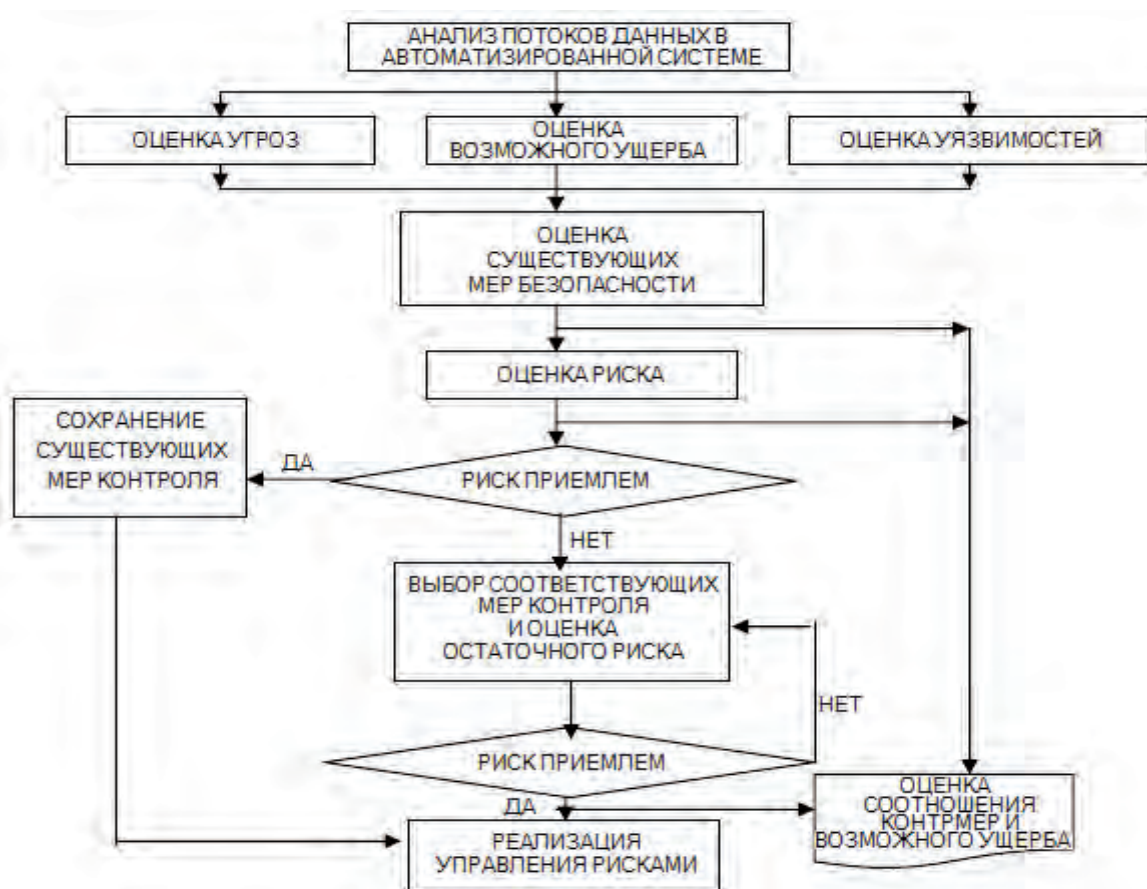 АНАЛИЗ ПОТОКОВ ДАННЫХ В
АВТОМАТИЗИРОВАННОЙ СИСТЕМЕ
ОЦЕНКА УГРОЗ
ОЦЕНКА
ВОЗМОЖНОГО УЩЕРБА
ОЦЕНКА УЯЗВИМОСТЕЙ
ОЦЕНКА
СУЩЕСТВУЮЩИХ
МЕР БЕЗОПАСНОСТИ
ОЦЕНКА РИСКА
СОХРАНЕНИЕ
СУЩЕСТВУЮЩИХ
МЕР КОНТРОЛЯ
ДА
РИСК ПРИЕМЛЕМ
НЕТ
ВЫБОР СООТВЕТСТВУЮЩИХ
МЕР КОНТРОЛЯ
И ОЦЕНКА
ОСТАТОЧНОГО РИСКА
НЕТ
РИСК ПРИЕМЛЕМ
ДА
ОЦЕНКА
СООТНОШЕНИЯ
КОНТРМЕР И
ВОЗМОЖНОГО УЩЕРБА
РЕАЛИЗАЦИЯ
УПРАВЛЕНИЯ РИСКАМИ